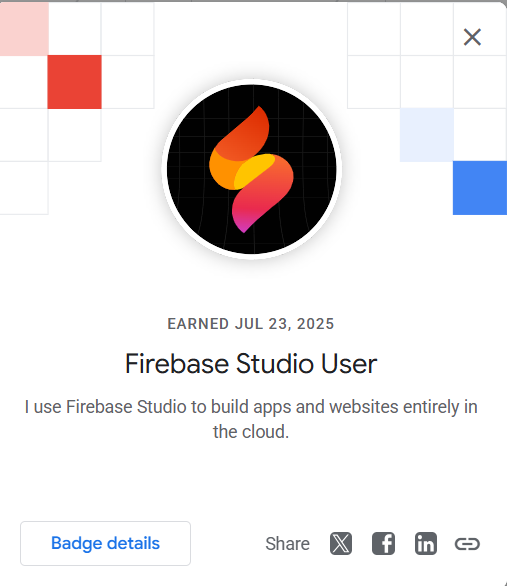 EARNED JUL 23, 2025
Firebase Studio User
I use Firebase Studio to build apps and websites entirely in
the cloud.
Badge details
Share